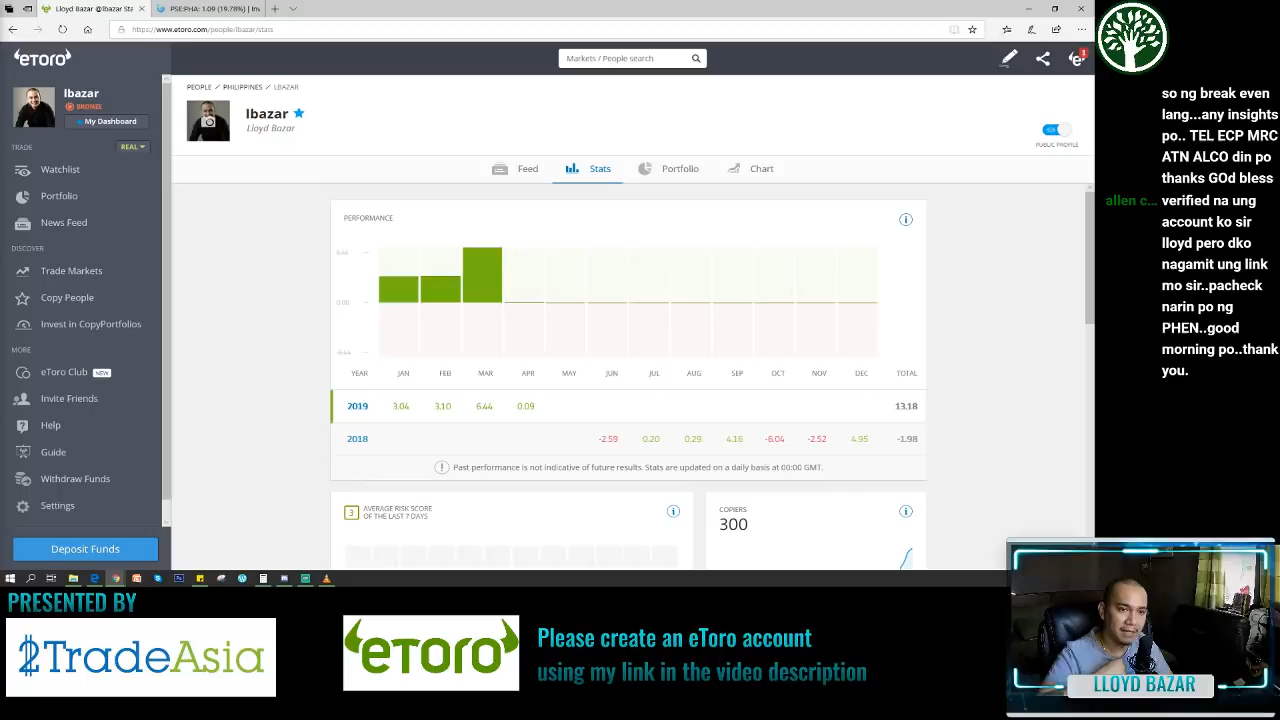 Lloyd Bazar @lbazar Sta
PSE:PHA: 1.09 (19.78%) | Inv
https://www.etoro.com/people/lbazar/stats
eToro
Markets / People search
1
lbazar
BRONZE
My Dashboard
TRADE
REAL
Watchlist
Portfolio
News Feed
DISCOVER
Trade Markets
Copy People
Invest in CopyPortfolios
MORE
eToro Club NEW
Invite Friends
Help
Guide
Withdraw Funds
Settings
Deposit Funds
PEOPLE / PHILIPPINES / LBAZAR
lbazar
Lloyd Bazar
PUBLIC PROFILE
Feed
Stats
Portfolio
Chart
PERFORMANCE
6.44
0.00
-6.44
YEAR JAN FEB MAR APR MAY JUN JUL AUG SEP OCT NOV DEC TOTAL
2019 3.04 3.10 6.44 0.09 13.18
2018 -2.59 0.20 0.29 4.16 -6.04 -2.52 4.95 -1.98
Past performance is not indicative of future results. Stats are updated on a daily basis at 00:00 GMT.
3
AVERAGE RISK SCORE
OF THE LAST 7 DAYS
COPIERS
300
so ng break even
lang...any insights
po.. TEL ECP MRC
ATN ALCO din po
thanks GOd bless
allen c... verified na ung
account ko sir
lloyd pero dko
nagamit ung link
mo sir..pacheck
narin po ng
PHEN..good
morning po..thank
you.
PRESENTED BY
2TradeAsia
eToro
Please create an eToro account
using my link in the video description
LLOYD BAZAR